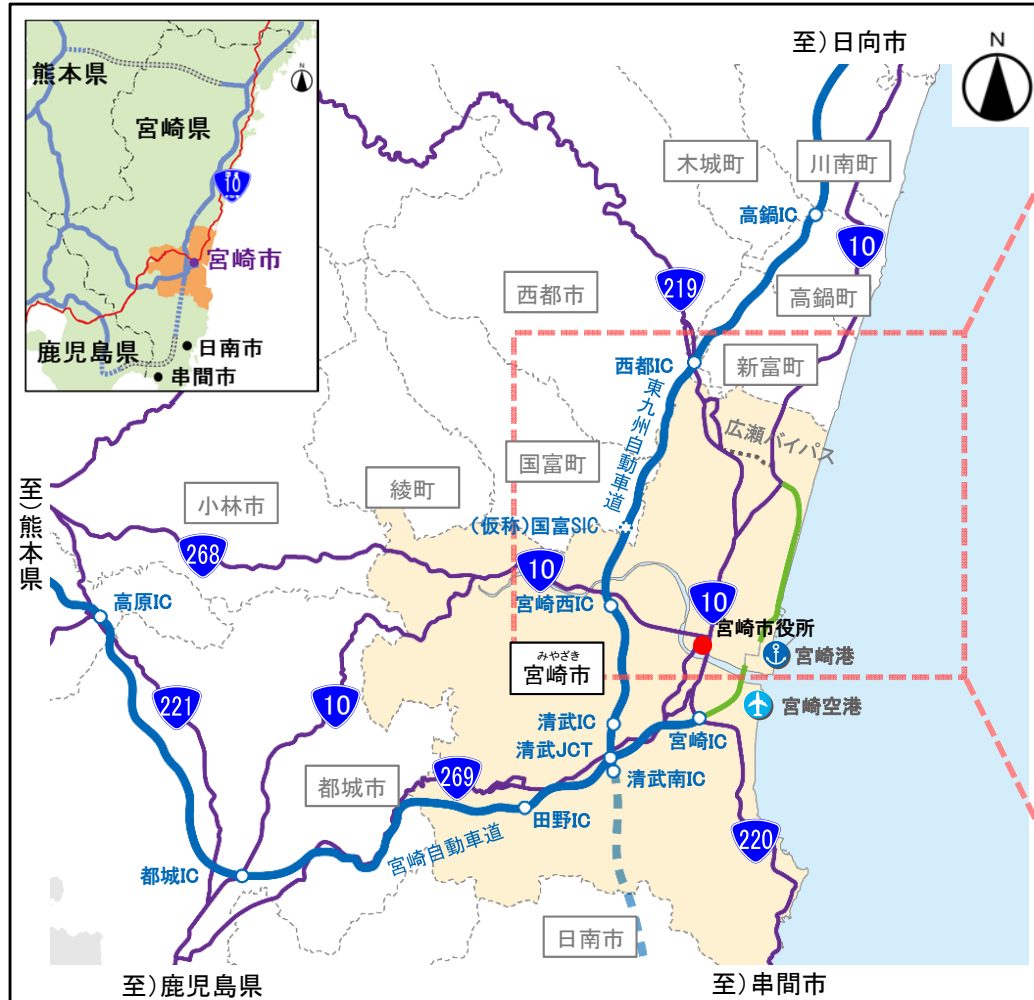 熊本県
宮崎県
N
10
宮崎市
鹿児島県
日南市
串間市
至)日向市
N
木城町
川南町
高鍋IC
10
西都市
219
高鍋町
西都IC
新富町
東九州自動車道
広瀬バイパス
国富町
綾町
至)熊本県
小林市
(仮称)国富SIC
268
10
宮崎西IC
10
高原IC
宮崎市役所
みやざき
宮崎市
宮崎港
221
10
宮崎空港
清武IC
宮崎IC
清武JCT
清武南IC
269
都城市
田野IC
220
宮崎自動車道
都城IC
日南市
至)鹿児島県
至)串間市